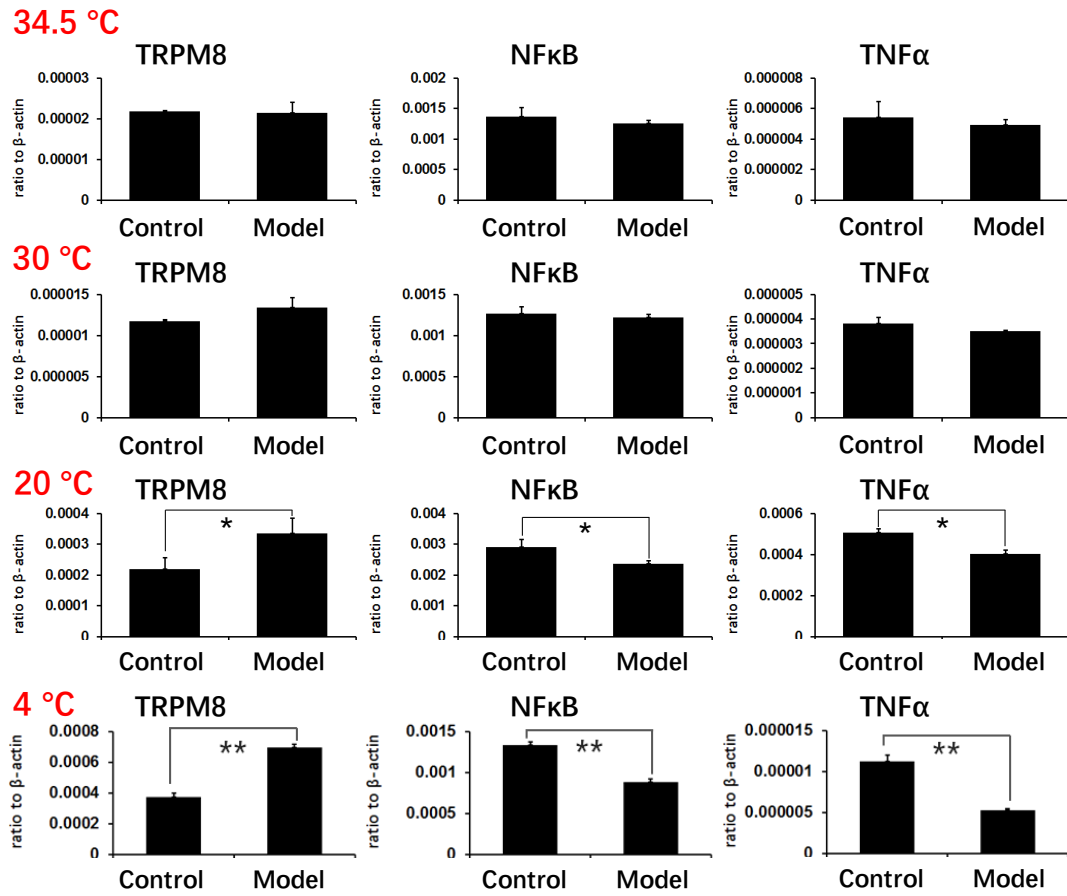 34.5 °C
TRPM8
NFκB
TNFα
ratio to β-actin
0.00003
0.00002
0.00001
0
Control Model
ratio to β-actin
0.002
0.0015
0.001
0.0005
0
Control Model
ratio to β-actin
0.000008
0.000006
0.000004
0.000002
0
Control Model
30 °C
TRPM8
NFκB
TNFα
ratio to β-actin
0.000015
0.00001
0.000005
0
Control Model
ratio to β-actin
0.0015
0.001
0.0005
0
Control Model
ratio to β-actin
0.000005
0.000004
0.000003
0.000002
0.000001
0
Control Model
20 °C
TRPM8
NFκB
TNFα
ratio to β-actin
0.0004
0.0003
0.0002
0.0001
0
*
Control Model
ratio to β-actin
0.004
0.003
0.002
0.001
0
*
Control Model
ratio to β-actin
0.0006
0.0004
0.0002
0
*
Control Model
4 °C
TRPM8
NFκB
TNFα
ratio to β-actin
0.0008
0.0006
0.0004
0.0002
0
**
Control Model
ratio to β-actin
0.0015
0.001
0.0005
0
**
Control Model
ratio to β-actin
0.000015
0.00001
0.000005
0
**
Control Model